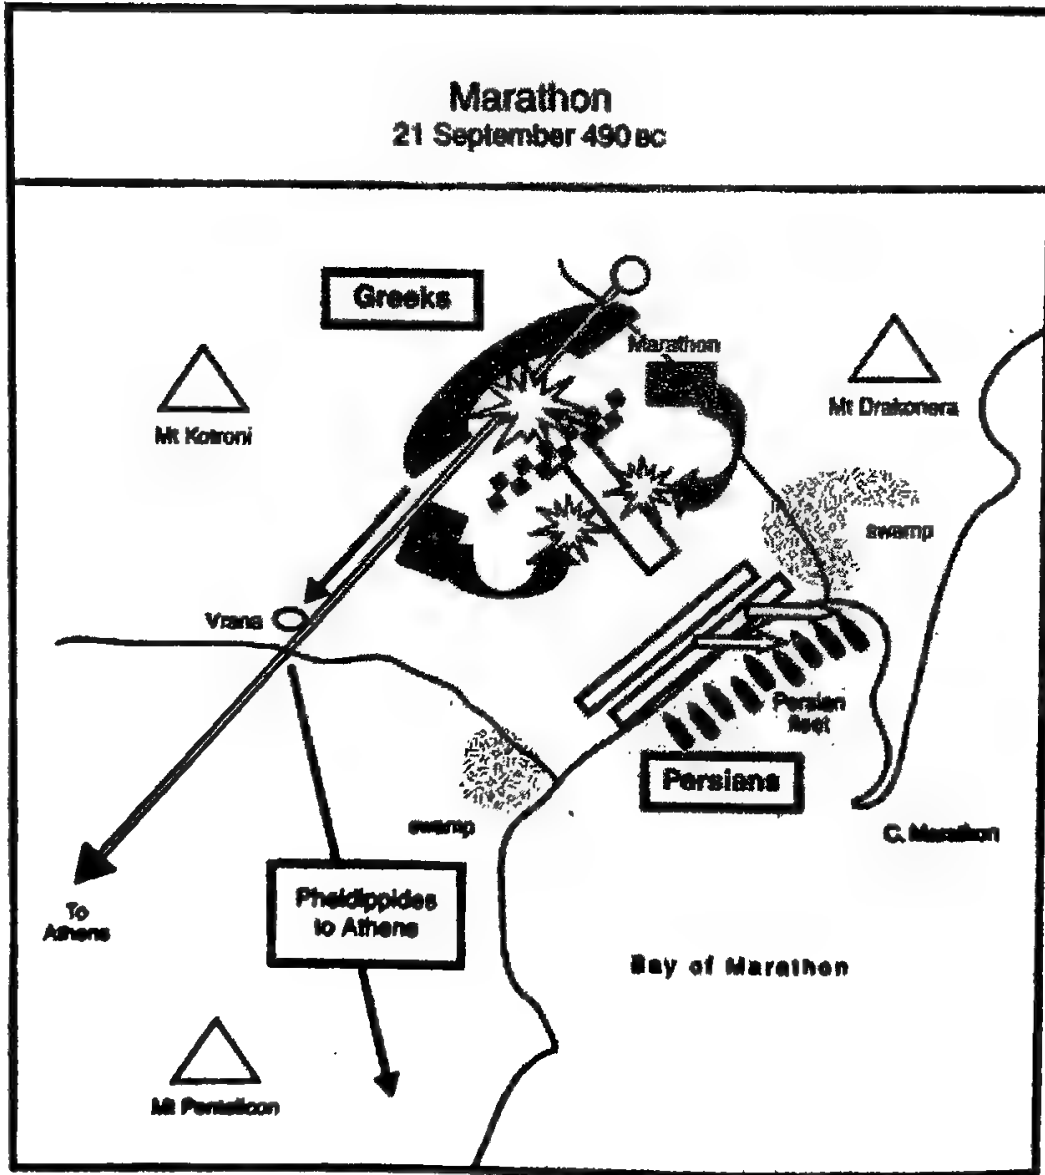 Marathon
21 September 490 BC
Greeks
Marathon
Mt Kotroni
Mt Drakonera
swamp
Vrana
Persian
fleet
Persians
swamp
C. Marathon
To
Athens
Pheidippides
to Athens
Bay of Marathon
Mt Pentelicon